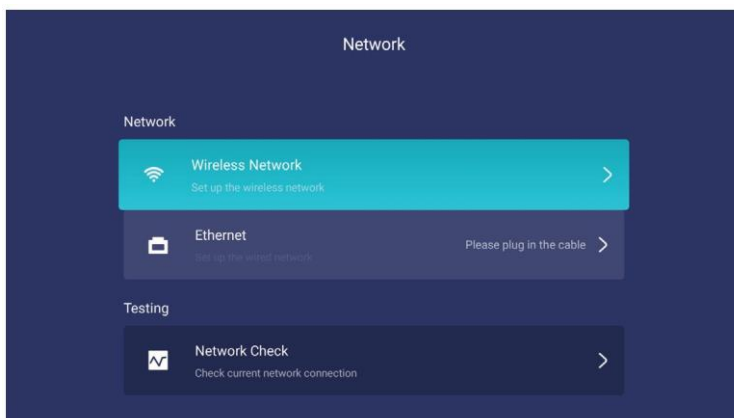 Network
Network
Wireless Network
Set up the wireless network
Ethernet
Please plug in the cable
Set up the wired network
Testing
Network Check
Check current network connection